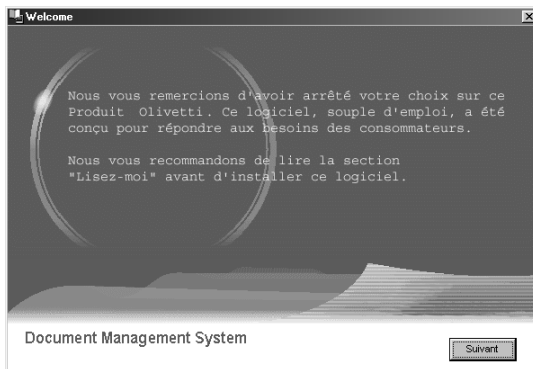 Welcome
Nous vous remercions d'avoir arrêté votre choix sur ce
Produit Olivetti. Ce logiciel, souple d'emploi, a été
conçu pour répondre aux besoins des consommateurs.
Nous vous recommandons de lire la section
"Lisez-moi" avant d'installer ce logiciel.
Document Management System
Suivant